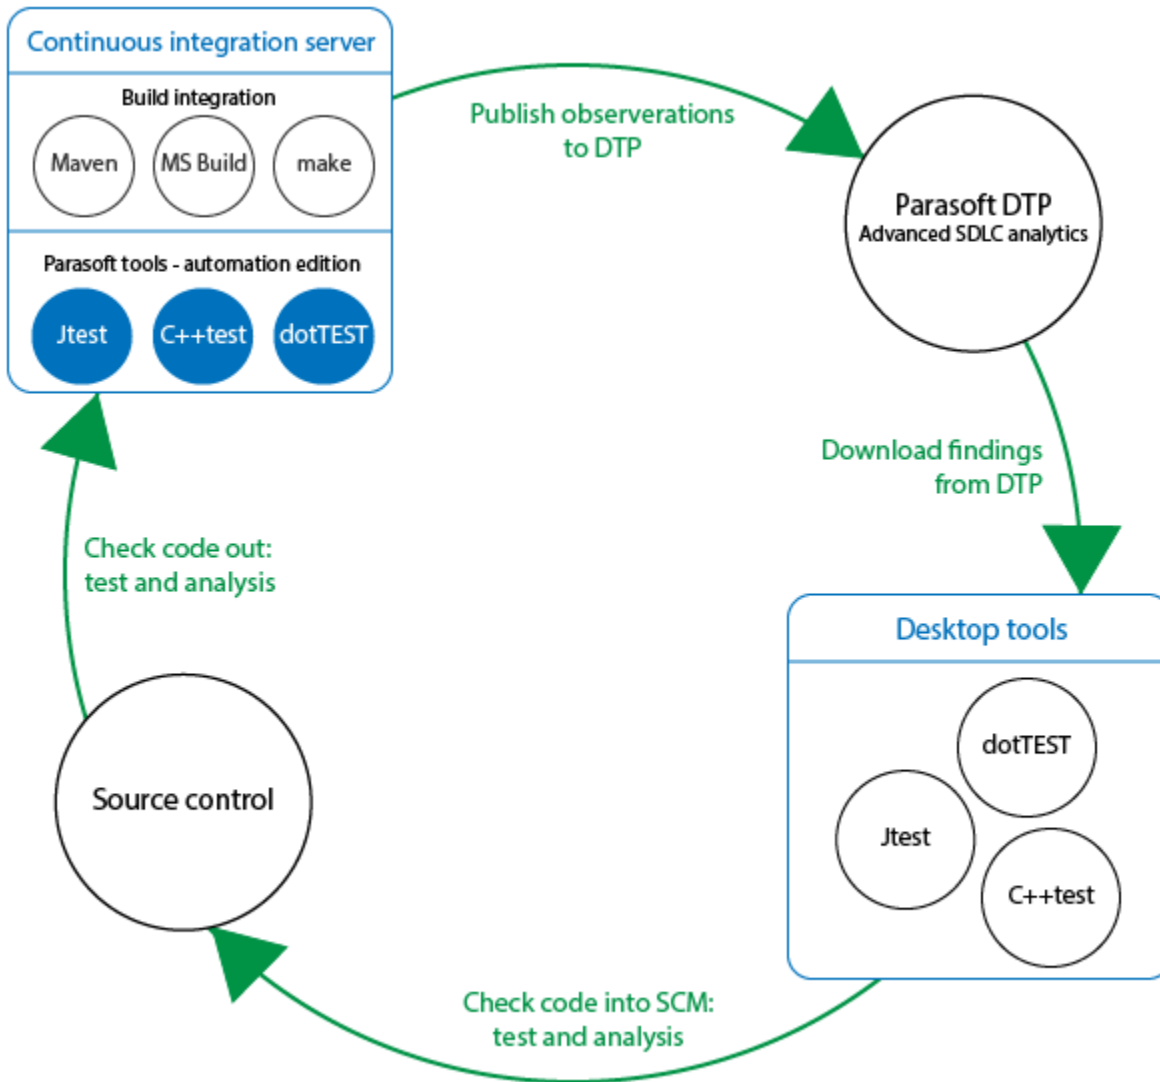 Continuous integration server
Build integration
Maven
MS Build
make
Parasoft tools - automation edition
Jtest
C++test
dotTEST
Publish observerations
to DTP
Parasoft DTP
Advanced SDLC analytics
Download findings
from DTP
Desktop tools
dotTEST
Jtest
C++test
Check code into SCM:
test and analysis
Source control
Check code out:
test and analysis